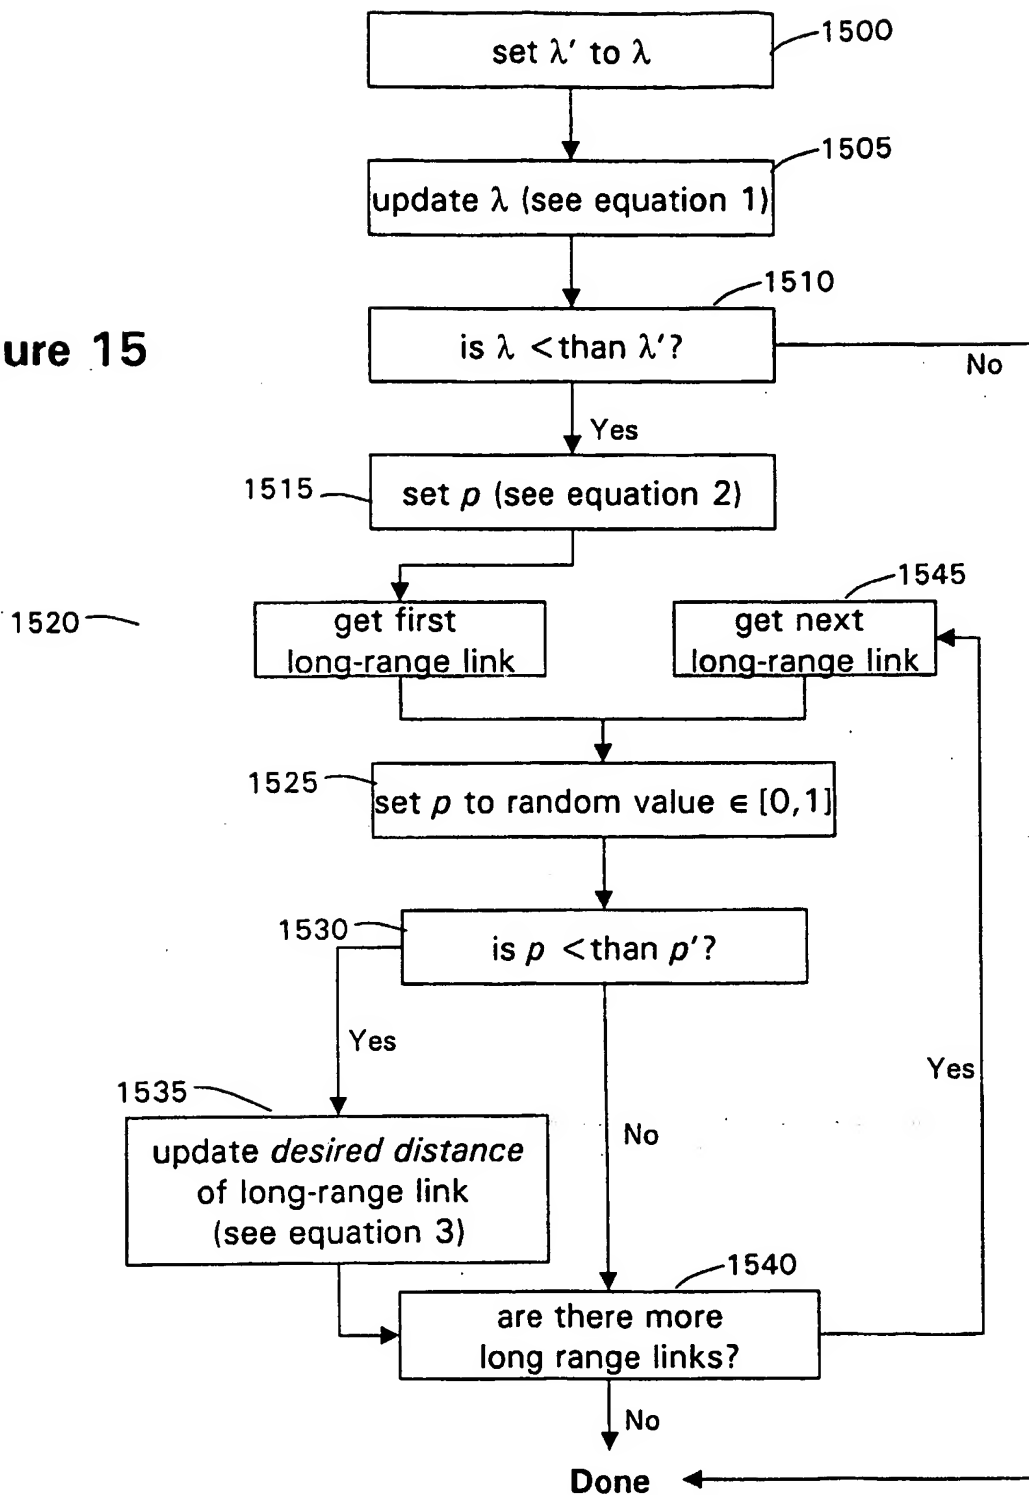 1500
set λ′ to λ
1505
update λ (see equation 1)
1510
ure 15
is λ <than λ′?
No
Yes
1515
set p (see equation 2)
1545
1520
get first
long-range link
get next
long-range link
1525
set p to random value ∈ [0,1]
1530
is p <than p′?
Yes
Yes
1535
No
update desired distance
of long-range link
(see equation 3)
1540
are there more
long range links?
No
Done